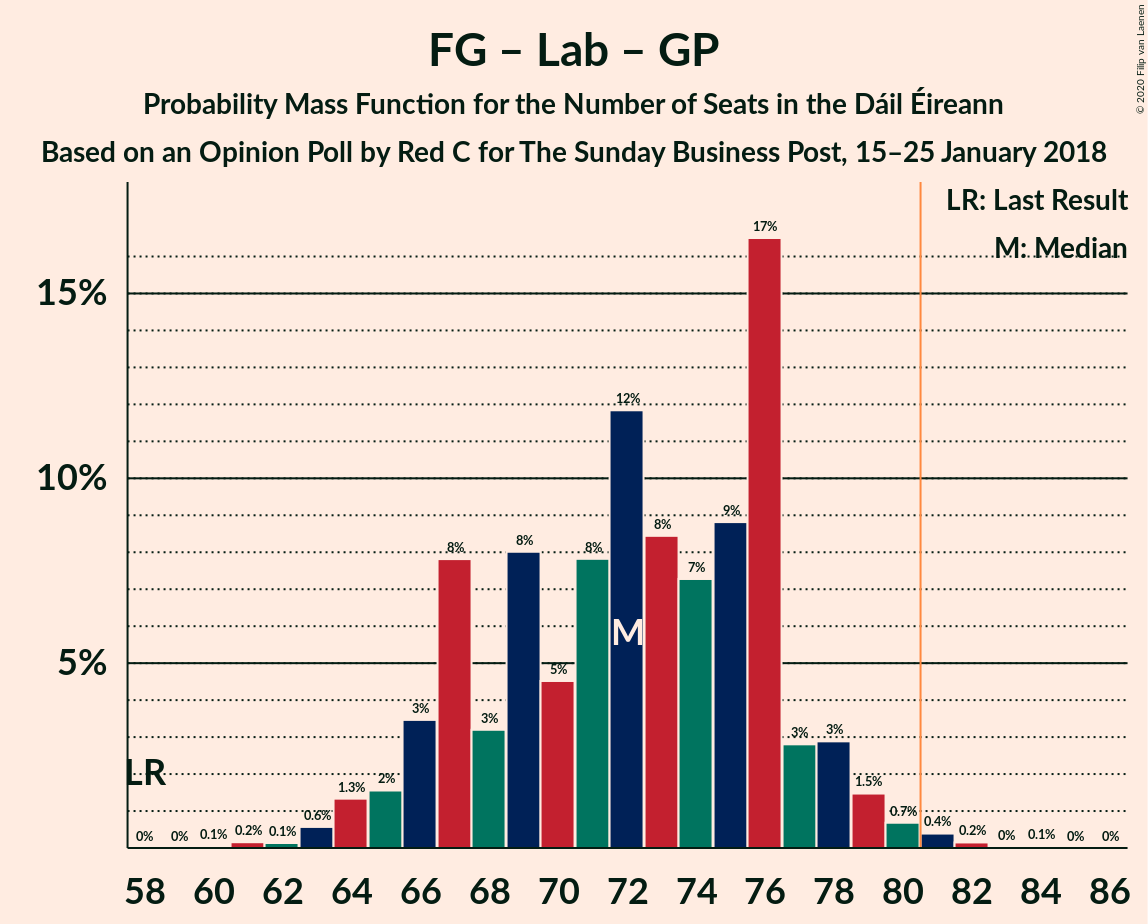 FG – Lab – GP
Probability Mass Function for the Number of Seats in the Dáil Éireann
Based on an Opinion Poll by Red C for The Sunday Business Post, 15–25 January 2018
© 2020 Filip van Laenen
LR: Last Result
M: Median
17%
15%
12%
10%
9%
8%
8%
8%
8%
7%
5%
5%
M
3%
3%
3%
3%
LR
2%
1.5%
1.3%
0.7%
0.6%
0.4%
0% 0% 0.1% 0.2% 0.1% 0.2% 0% 0.1% 0% 0%
58 60 62 64 66 68 70 72 74 76 78 80 82 84 86